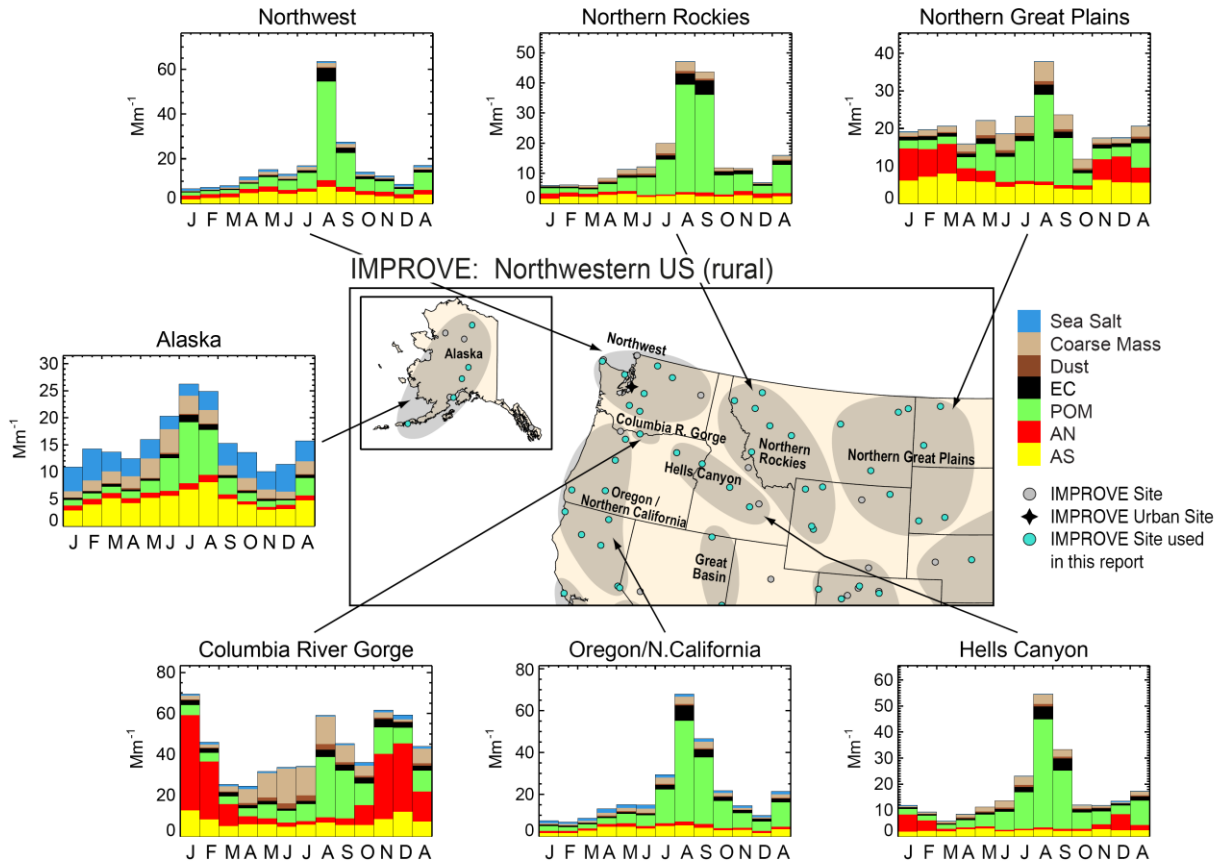 Northwest
Northern Rockies
Northern Great Plains
60
40
20
0
Mm-1
J F M A M J J A S O N D A
50
40
30
20
10
0
Mm-1
J F M A M J J A S O N D A
40
30
20
10
0
Mm-1
J F M A M J J A S O N D A
IMPROVE: Northwestern US (rural)
Alaska
30
25
20
15
10
5
0
Mm-1
J F M A M J J A S O N D A
Alaska
Northwest
Columbia R. Gorge
Northern
Rockies
Northern Great Plains
Hells Canyon
Oregon /
Northern California
Great
Basin
Sea Salt
Coarse Mass
Dust
EC
POM
AN
AS
IMPROVE Site
IMPROVE Urban Site
IMPROVE Site used
in this report
Columbia River Gorge
Oregon/N.California
Hells Canyon
80
60
40
20
0
Mm-1
J F M A M J J A S O N D A
80
60
40
20
0
Mm-1
J F M A M J J A S O N D A
60
50
40
30
20
10
0
Mm-1
J F M A M J J A S O N D A